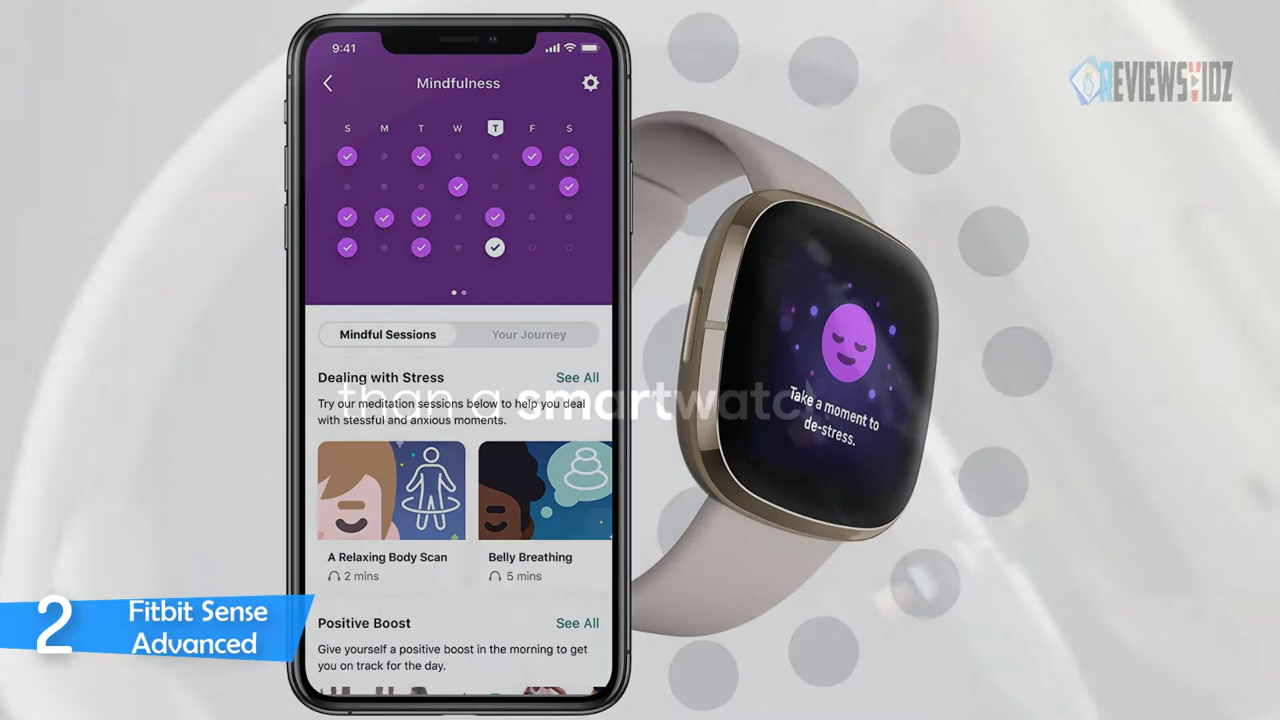 9:41
Mindfulness
S M T W T F S
Mindful Sessions Your Journey
Dealing with Stress See All
Try our meditation sessions below to help you deal
with stessful and anxious moments.
A Relaxing Body Scan Belly Breathing
2 mins 5 mins
Positive Boost See All
Give yourself a positive boost in the morning to get
you on track for the day.
than a smartwatch
Take a moment to
de-stress.
REVIEWSVIDZ
2
Fitbit Sense
Advanced